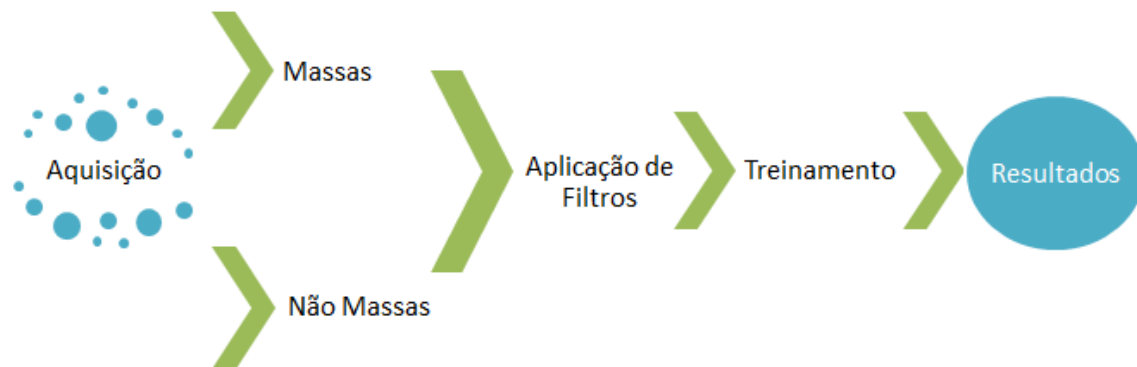 Aquisição
Massas
Não Massas
Aplicação de
Filtros
Treinamento
Resultados